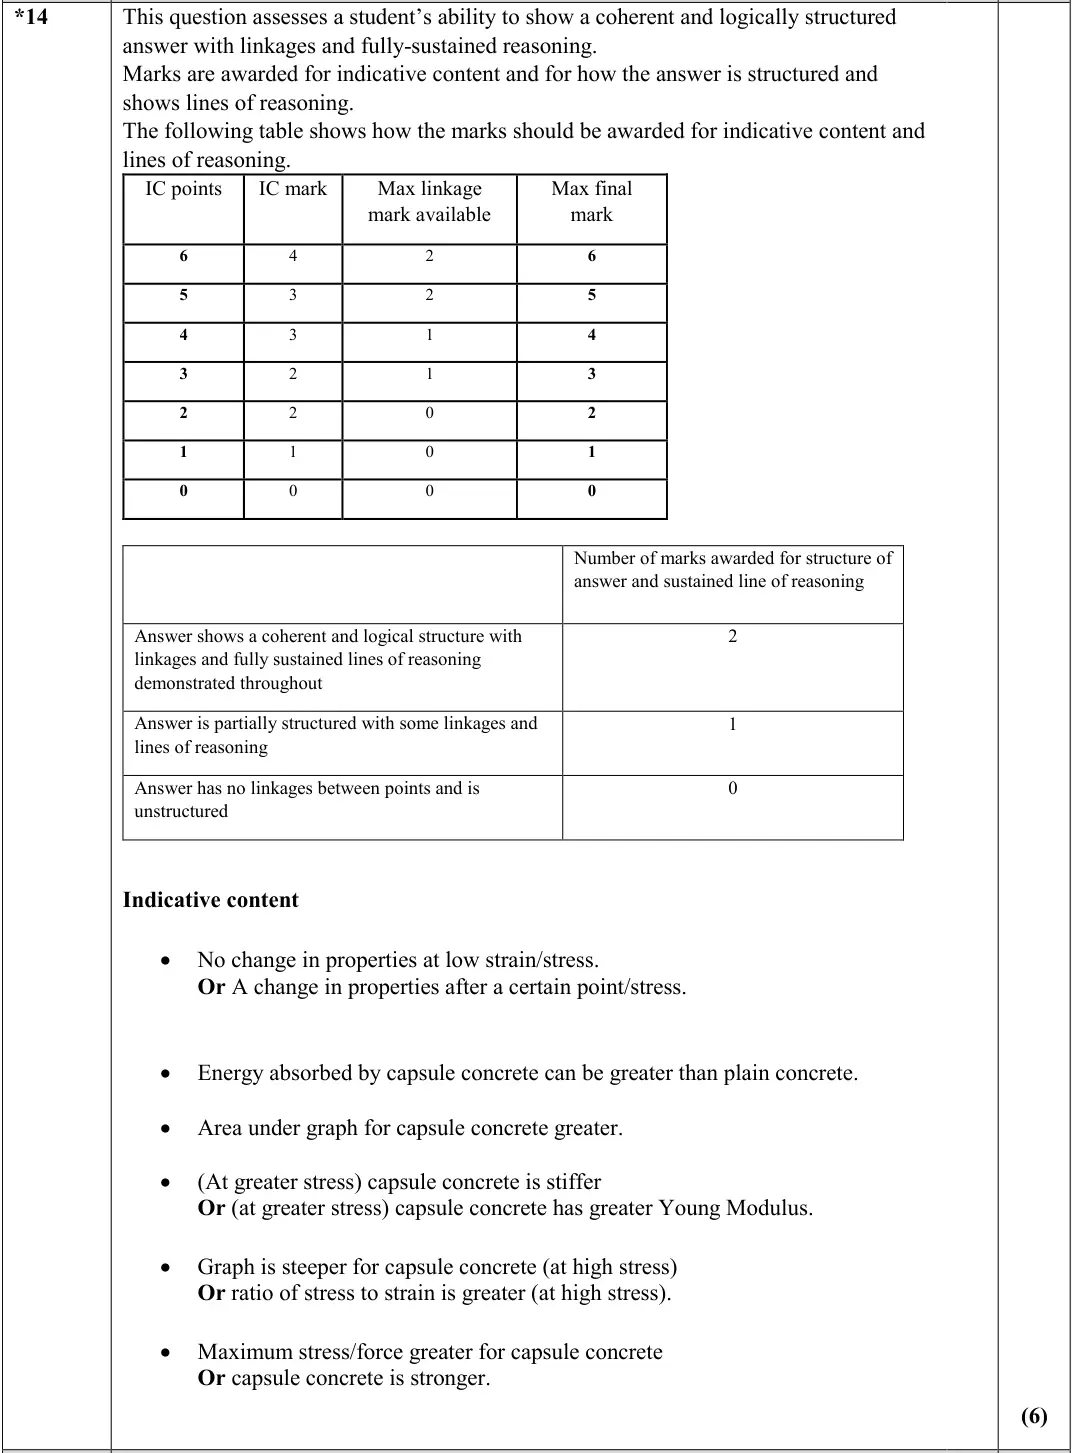 *14
This question assesses a student’s ability to show a coherent and logically structured
answer with linkages and fully-sustained reasoning.
Marks are awarded for indicative content and for how the answer is structured and
shows lines of reasoning.
The following table shows how the marks should be awarded for indicative content and
lines of reasoning.
IC points IC mark Max linkage mark available Max final mark
6 4 2 6
5 3 2 5
4 3 1 4
3 2 1 3
2 2 0 2
1 1 0 1
0 0 0 0
Number of marks awarded for structure of
answer and sustained line of reasoning
Answer shows a coherent and logical structure with 2
linkages and fully sustained lines of reasoning
demonstrated throughout
Answer is partially structured with some linkages and 1
lines of reasoning
Answer has no linkages between points and is 0
unstructured
Indicative content
• No change in properties at low strain/stress.
Or A change in properties after a certain point/stress.
• Energy absorbed by capsule concrete can be greater than plain concrete.
• Area under graph for capsule concrete greater.
• (At greater stress) capsule concrete is stiffer
Or (at greater stress) capsule concrete has greater Young Modulus.
• Graph is steeper for capsule concrete (at high stress)
Or ratio of stress to strain is greater (at high stress).
• Maximum stress/force greater for capsule concrete
Or capsule concrete is stronger.
(6)